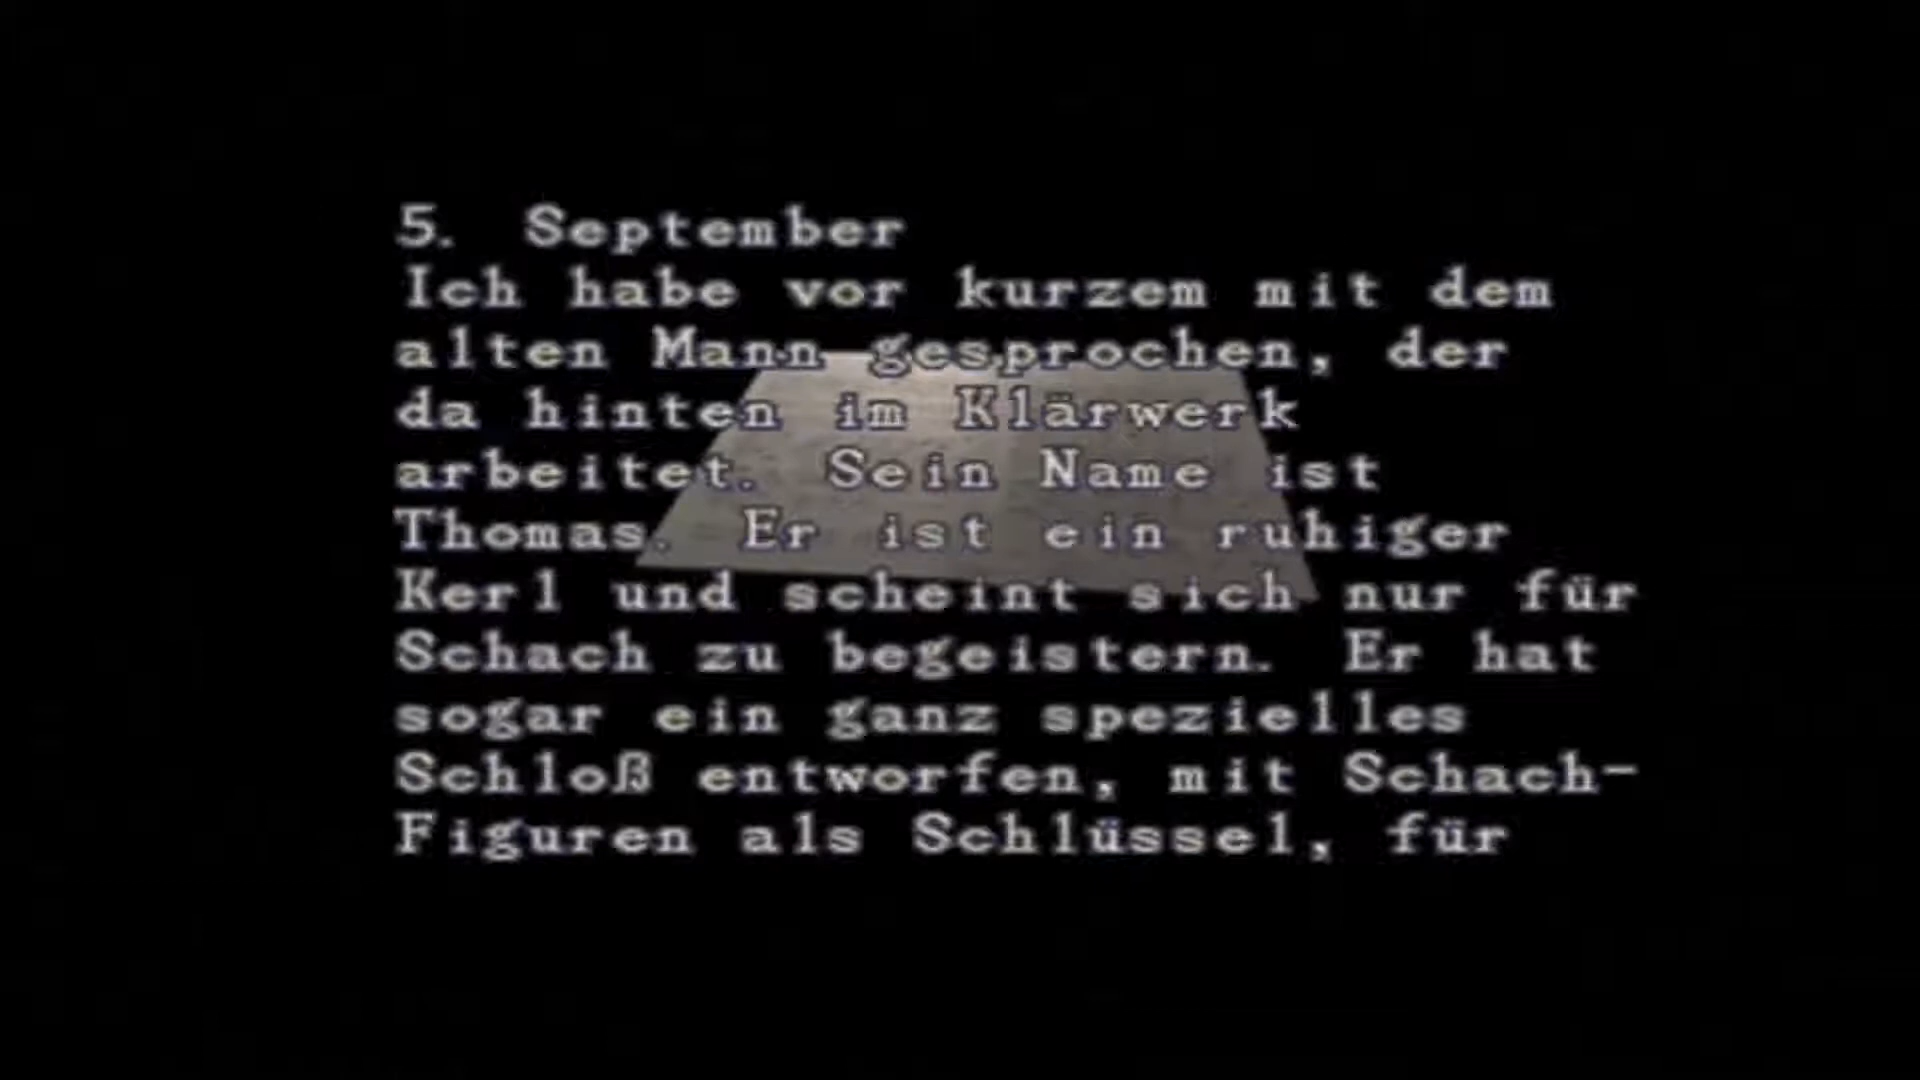 5. September
Ich habe vor kurzem mit dem
alten Mann gesprochen, der
da hinten im Klärwerk
arbeitet. Sein Name ist
Thomas. Er ist ein ruhiger
Kerl und scheint sich nur für
Schach zu begeistern. Er hat
sogar ein ganz spezielles
Schloß entworfen, mit Schach-
Figuren als Schlüssel, für